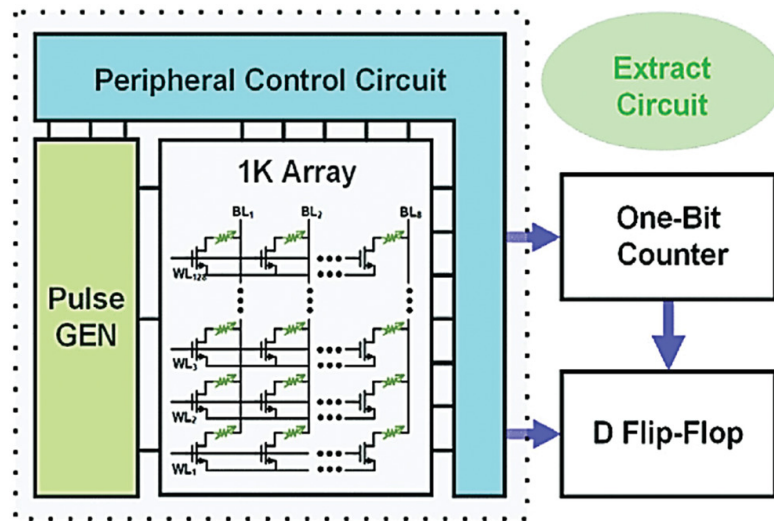 Peripheral Control Circuit
Extract
Circuit
1K Array
BL₁ BL₂ BL₈
WL₁₂₈
One-Bit
Counter
Pulse
GEN
WL₃
WL₂
WL₁
D Flip-Flop